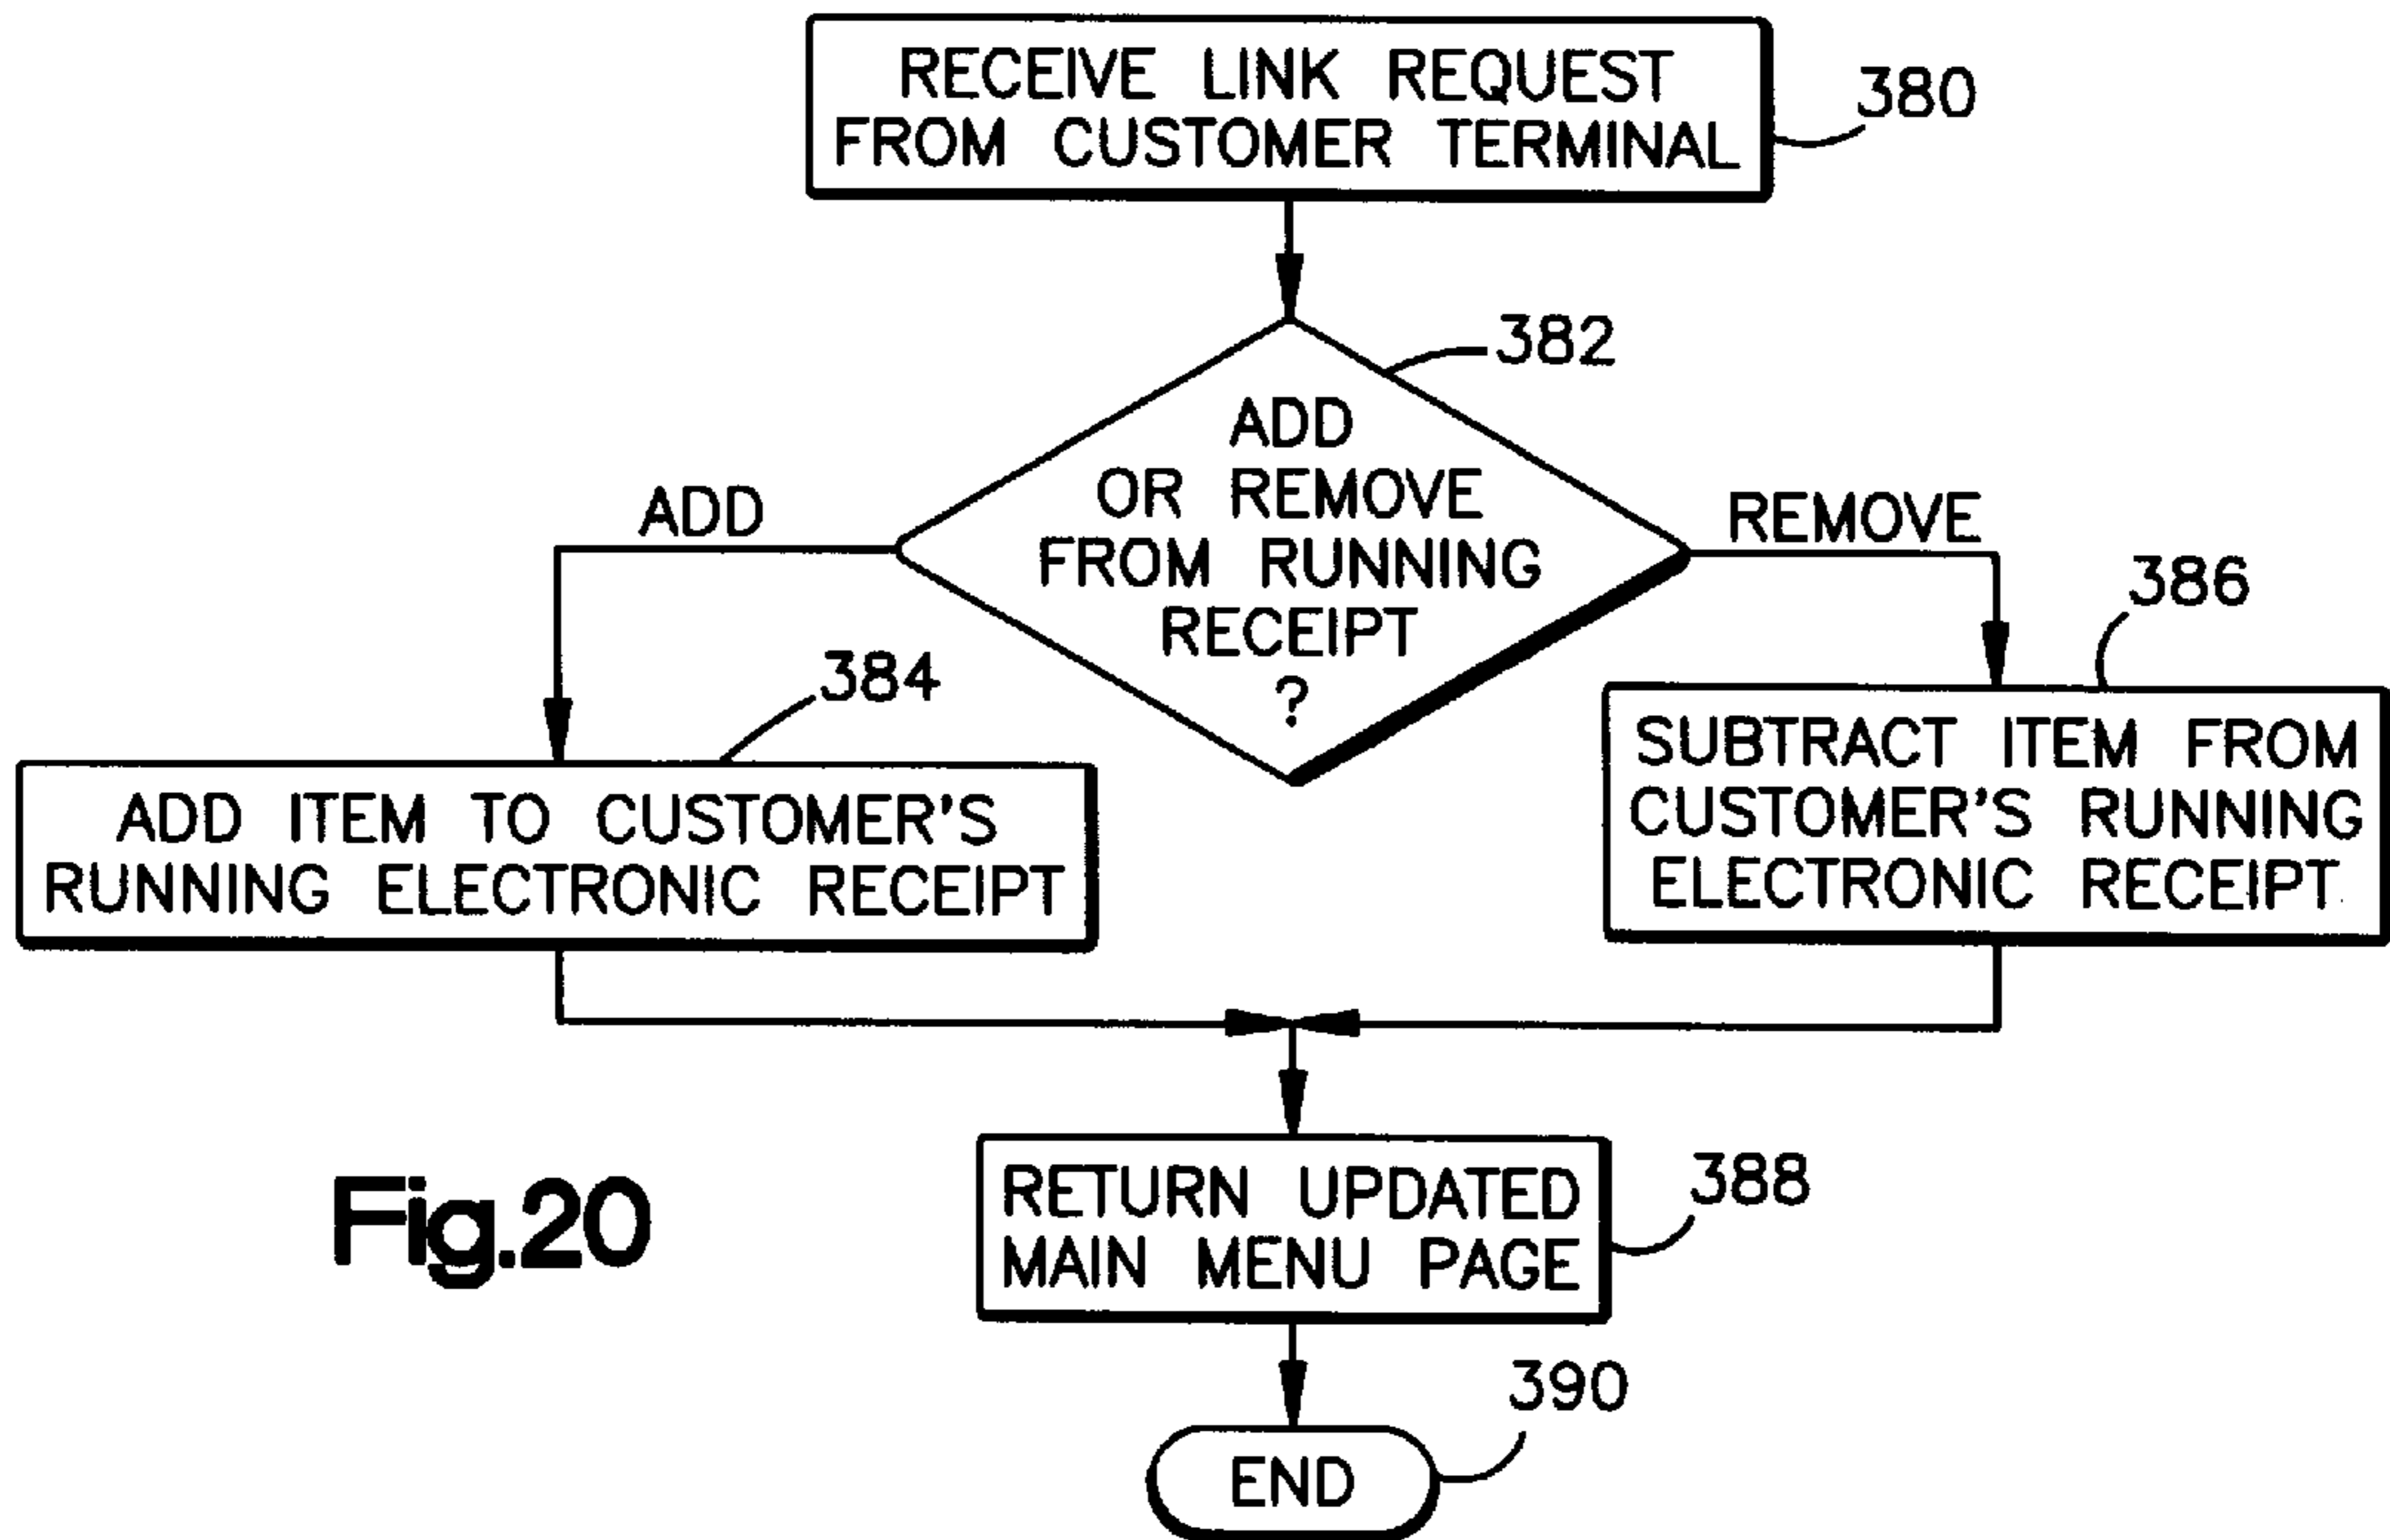 RECEIVE LINK REQUEST
FROM CUSTOMER TERMINAL
380
382
ADD
OR REMOVE
FROM RUNNING
RECEIPT
?
ADD
REMOVE
384
ADD ITEM TO CUSTOMER'S
RUNNING ELECTRONIC RECEIPT
386
SUBTRACT ITEM FROM
CUSTOMER'S RUNNING
ELECTRONIC RECEIPT
RETURN UPDATED
MAIN MENU PAGE
388
390
END
Fig.20